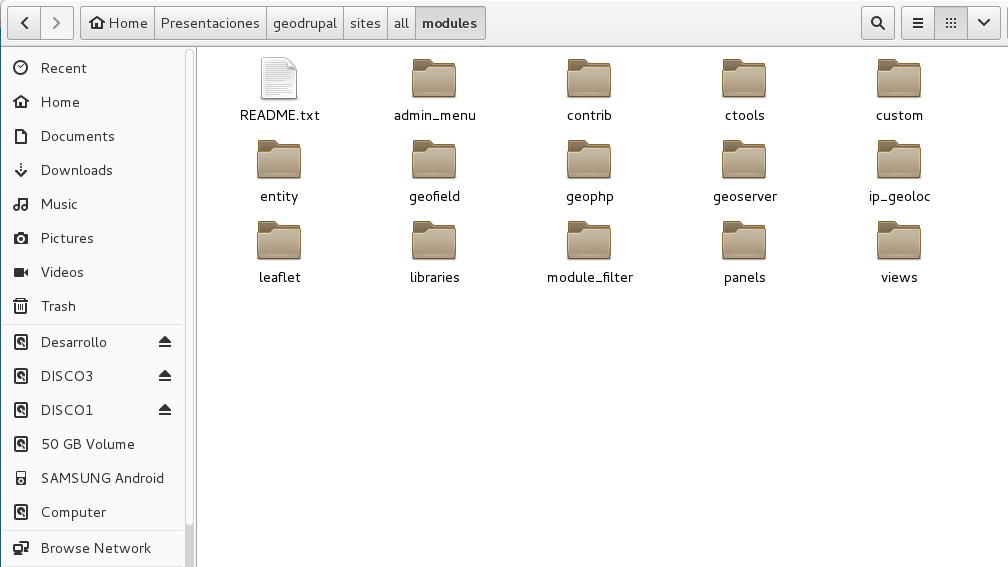 Home Presentaciones geodrupal sites all modules
Recent
Home
Documents
Downloads
Music
Pictures
Videos
Trash
Desarrollo
DISCO3
DISCO1
50 GB Volume
SAMSUNG Android
Computer
Browse Network
README.txt admin_menu contrib ctools custom
entity geofield geophp geoserver ip_geoloc
leaflet libraries module_filter panels views